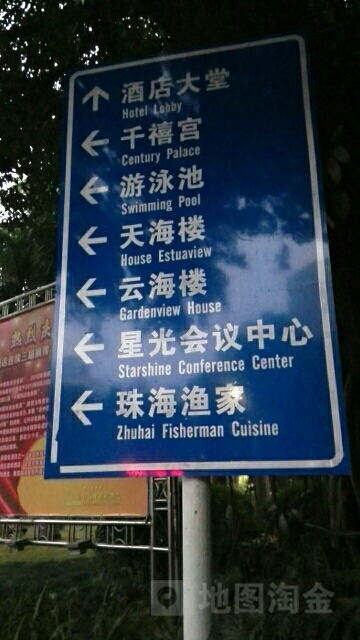 酒店大堂
Hotel Lobby
千禧宫
Century Palace
游泳池
Swimming Pool
天海楼
House Estuaview
云海楼
Gardenview House
星光会议中心
Starshine Conference Center
珠海渔家
Zhuhai Fisherman Cuisine
热烈
地图淘金